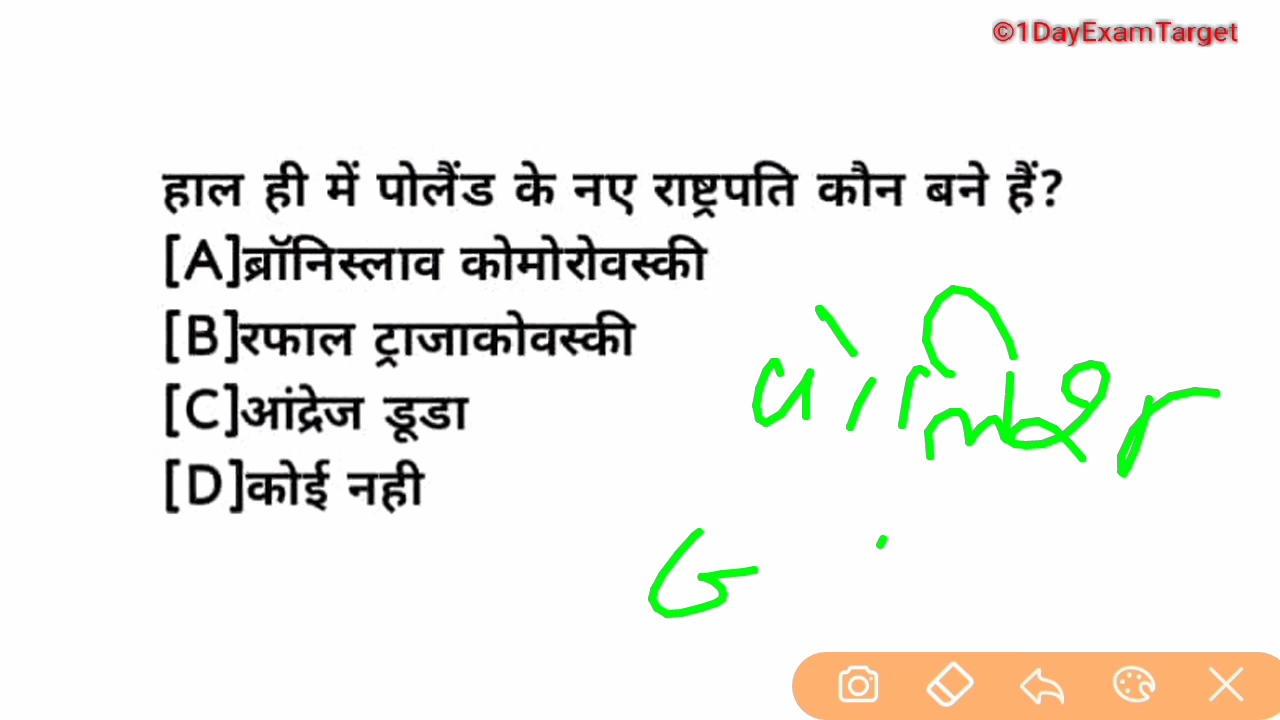 ©1DayExamTarget
हाल ही में पोलैंड के नए राष्ट्रपति कौन बने हैं?
[A]ब्रॉनिस्लाव कोमोरोवस्की
[B]रफाल ट्राजाकोवस्की
[C]आंद्रेज डूडा
[D]कोई नही